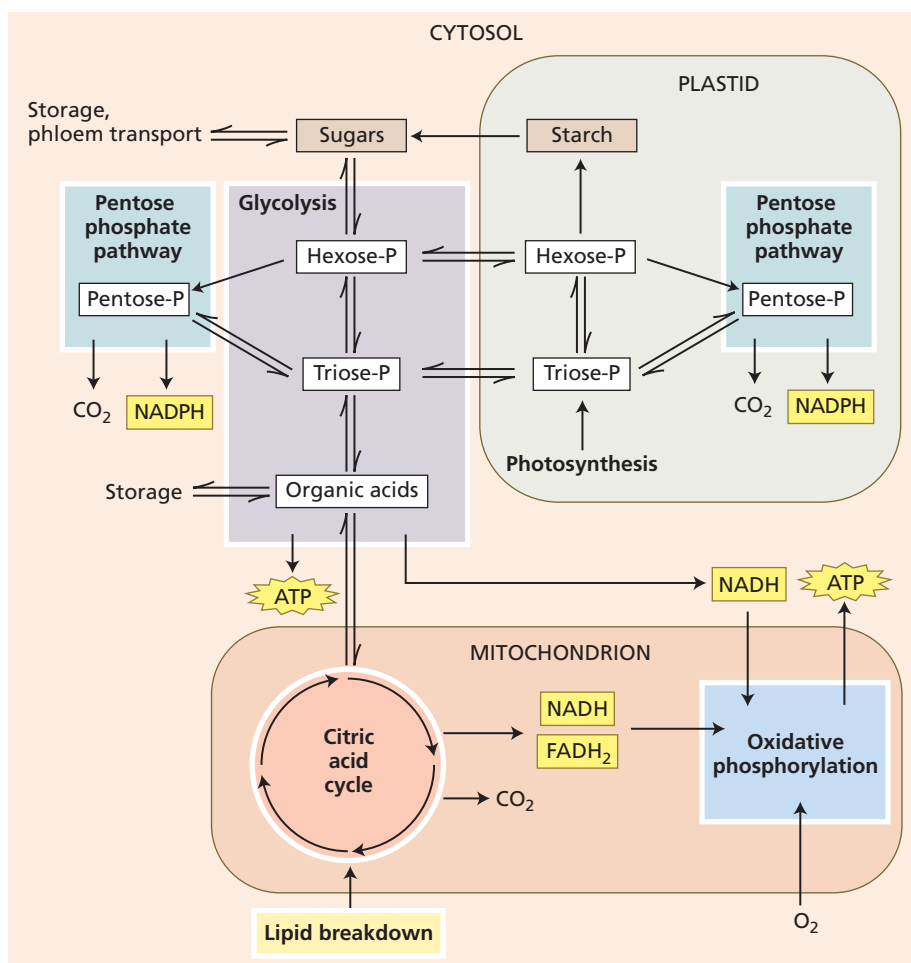 CYTOSOL
PLASTID
Storage,
phloem transport
Sugars
Starch
Pentose
phosphate
pathway
Glycolysis
Pentose
phosphate
pathway
Hexose-P
Hexose-P
Pentose-P
Pentose-P
Triose-P
Triose-P
CO₂
NADPH
CO₂
NADPH
Photosynthesis
Storage
Organic acids
ATP
NADH
ATP
MITOCHONDRION
Citric
acid
cycle
NADH
FADH₂
Oxidative
phosphorylation
CO₂
Lipid breakdown
O₂